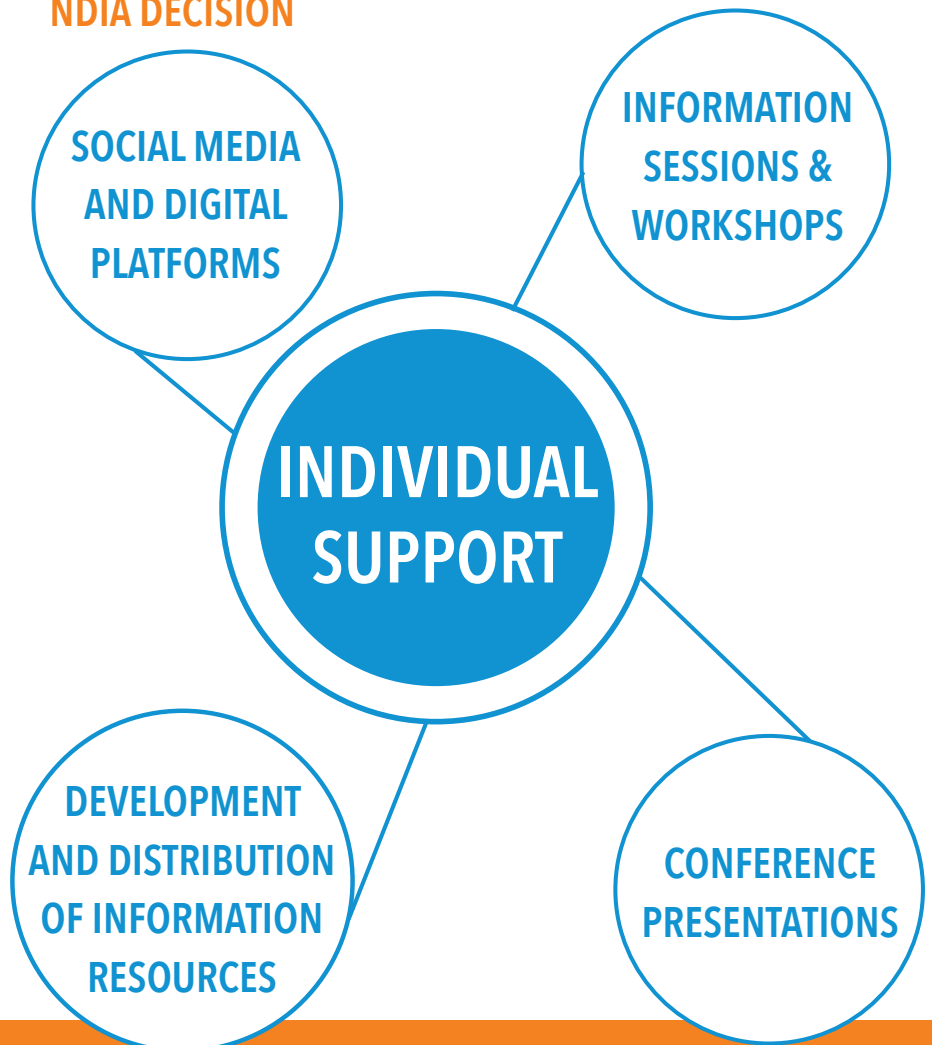 NDIA DECISION
SOCIAL MEDIA
AND DIGITAL
PLATFORMS
INFORMATION
SESSIONS &
WORKSHOPS
INDIVIDUAL
SUPPORT
DEVELOPMENT
AND DISTRIBUTION
OF INFORMATION
RESOURCES
CONFERENCE
PRESENTATIONS